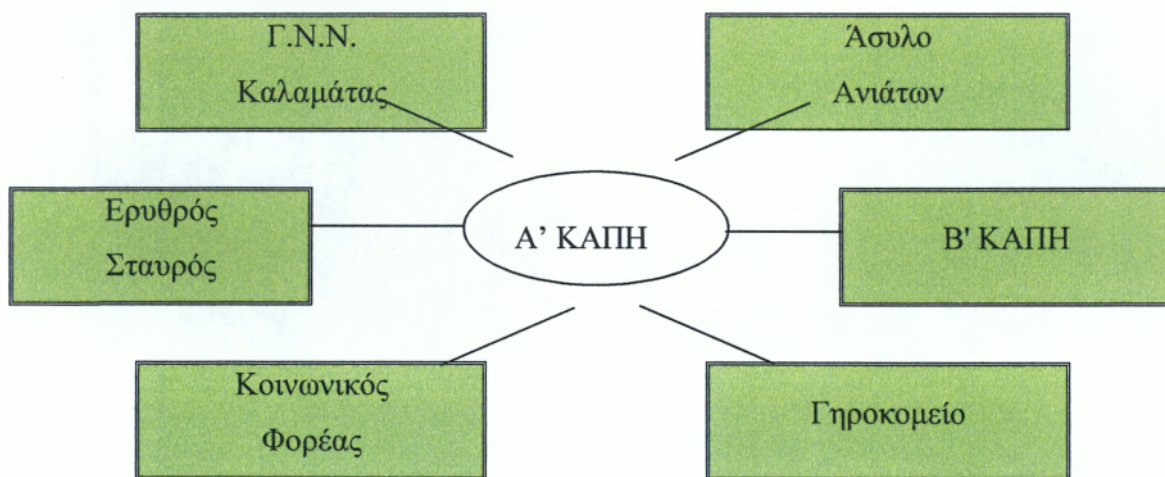 Γ.Ν.Ν.
Καλαμάτας
Άσυλο
Ανιάτων
Ερυθρός
Σταυρός
Α’ ΚΑΠΗ
Β' ΚΑΠΗ
Κοινωνικός
Φορέας
Γηροκομείο